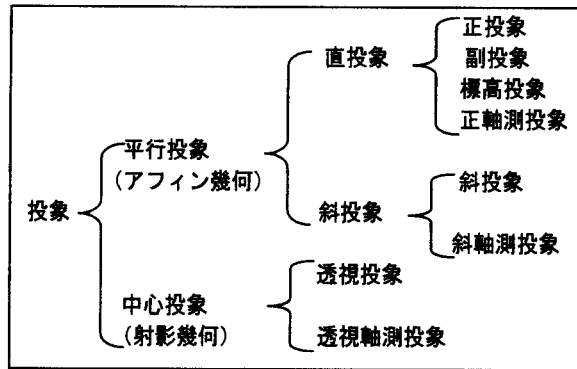 投象
平行投象
(アフィン幾何)
直投象
正投象
副投象
標高投象
正軸測投象
斜投象
斜投象
斜軸測投象
中心投象
(射影幾何)
透視投象
透視軸測投象